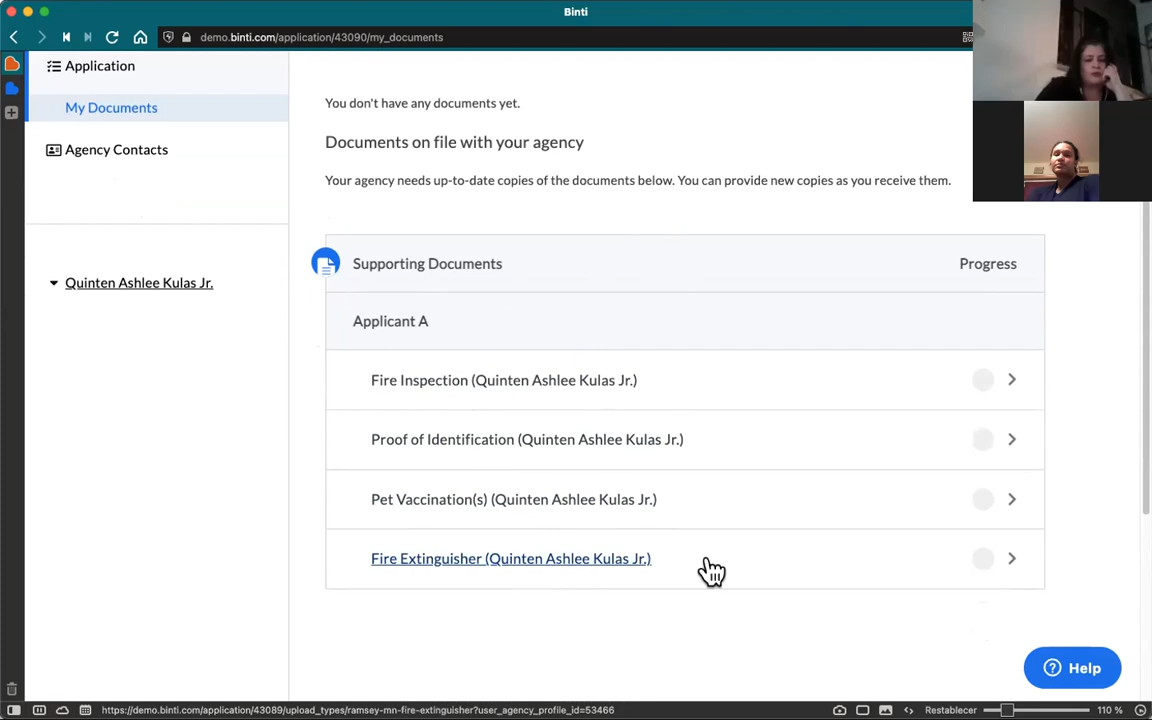 Binti
demo.binti.com/application/43090/my_documents
Application
My Documents
Agency Contacts
Quinten Ashlee Kulas Jr.
You don't have any documents yet.
Documents on file with your agency
Your agency needs up-to-date copies of the documents below. You can provide new copies as you receive them.
Supporting Documents Progress
Applicant A
Fire Inspection (Quinten Ashlee Kulas Jr.)
Proof of Identification (Quinten Ashlee Kulas Jr.)
Pet Vaccination(s) (Quinten Ashlee Kulas Jr.)
Fire Extinguisher (Quinten Ashlee Kulas Jr.)
Help
https://demo.binti.com/application/43089/upload_types/ramsey-mn-fire-extinguisher?user_agency_profile_id=53466
Restablecer 110 %